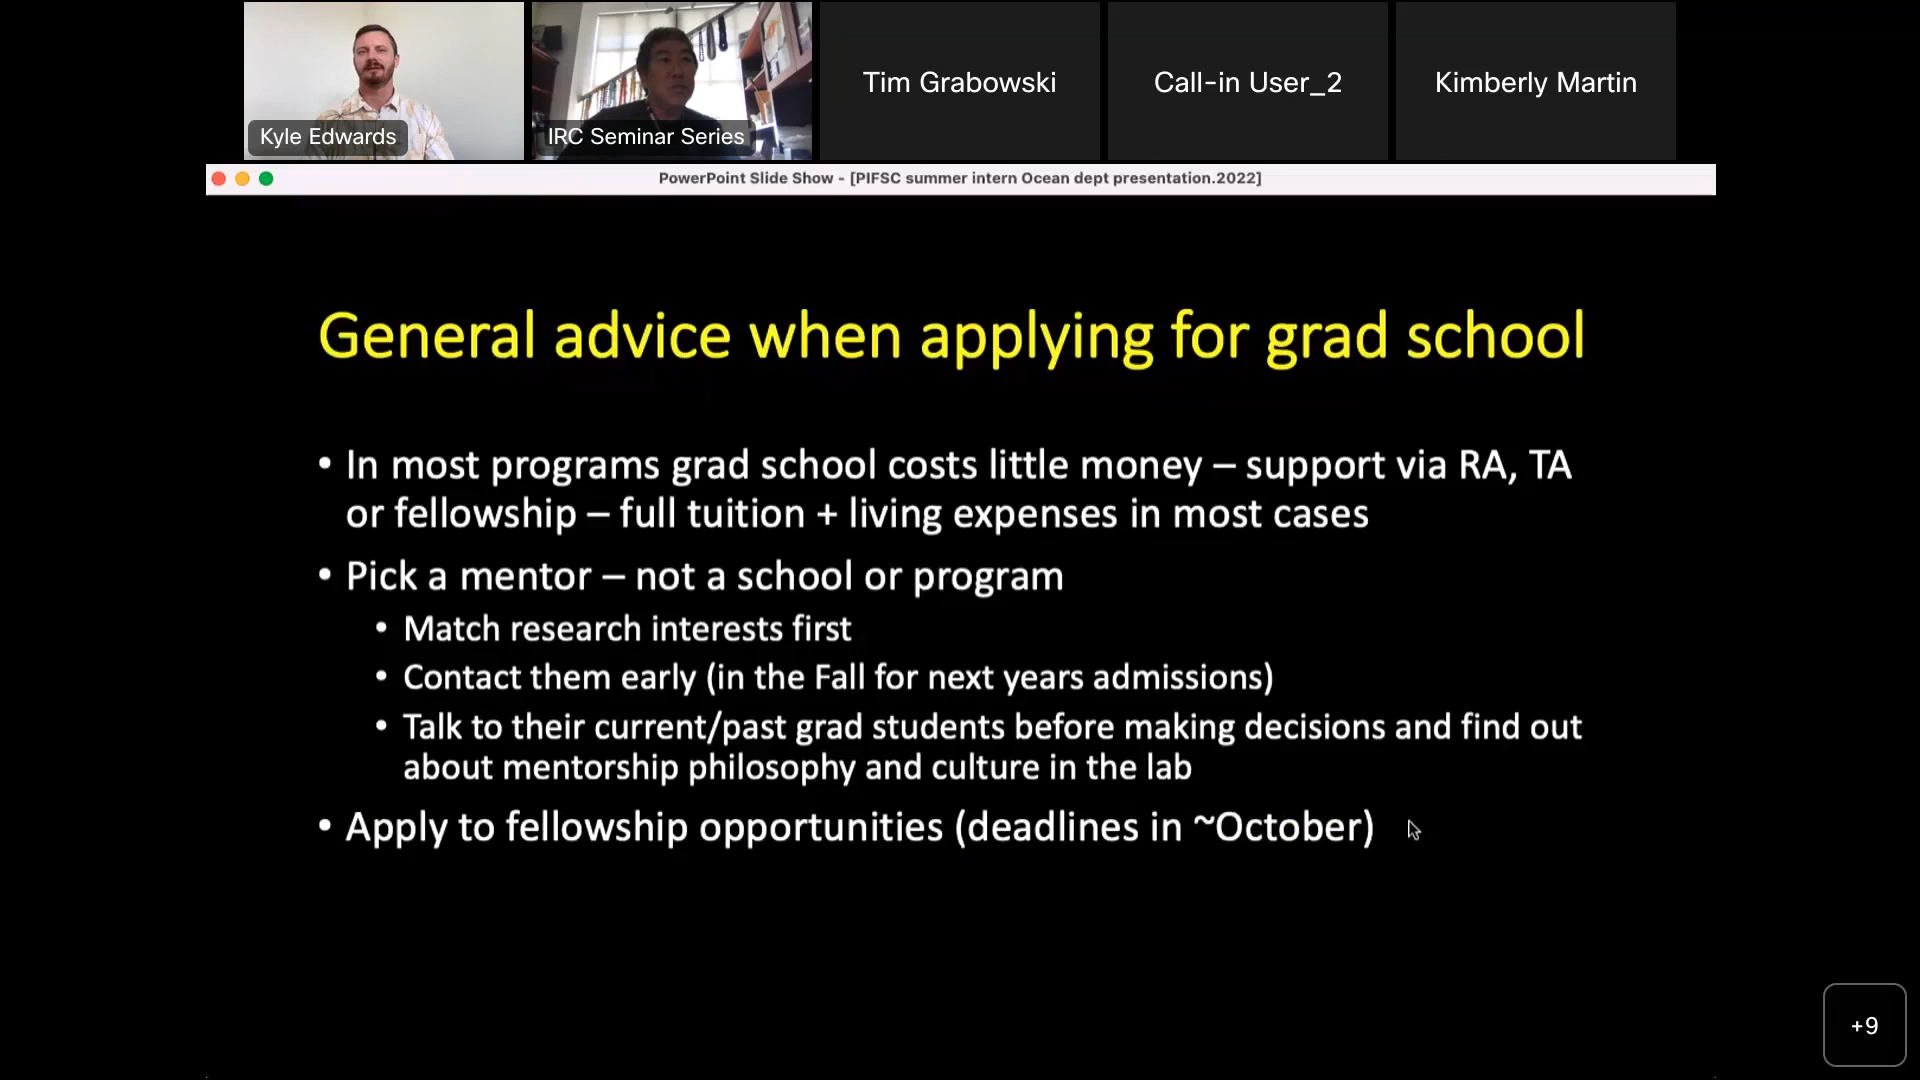 Kyle Edwards
IRC Seminar Series
Tim Grabowski
Call-in User_2
Kimberly Martin
PowerPoint Slide Show - [PIFSC summer intern Ocean dept presentation.2022]
General advice when applying for grad school
• In most programs grad school costs little money – support via RA, TA
or fellowship – full tuition + living expenses in most cases
• Pick a mentor – not a school or program
• Match research interests first
• Contact them early (in the Fall for next years admissions)
• Talk to their current/past grad students before making decisions and find out
about mentorship philosophy and culture in the lab
• Apply to fellowship opportunities (deadlines in ~October)
+9